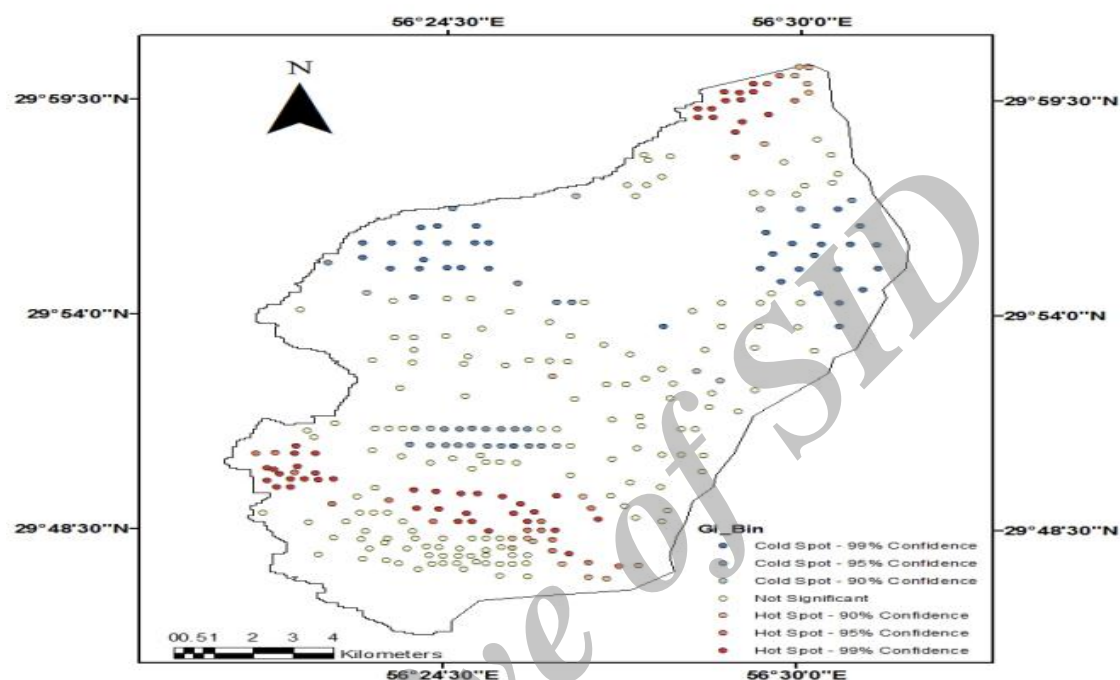 56°24'30"E 56°30'0"E
N
29°59'30"N 29°59'30"N
29°54'0"N 29°54'0"N
29°48'30"N 29°48'30"N
Gi_Bin
Cold Spot - 99% Confidence
Cold Spot - 95% Confidence
Cold Spot - 90% Confidence
Not Significant
Hot Spot - 90% Confidence
Hot Spot - 95% Confidence
Hot Spot - 99% Confidence
00.51 2 3 4
Kilometers
56°24'30"E 56°30'0"E
ve of SID